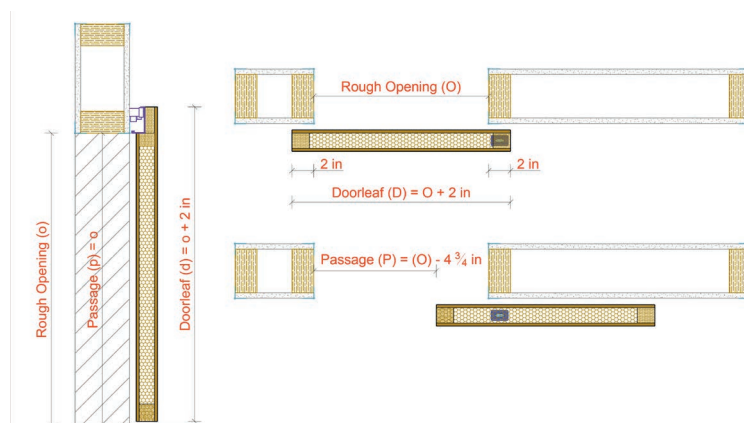 Rough Opening (o)
Passage (p) = o
Doorleaf (d) = o + 2 in
Rough Opening (O)
2 in
2 in
Doorleaf (D) = O + 2 in
Passage (P) = (O) - 4 3/4 in